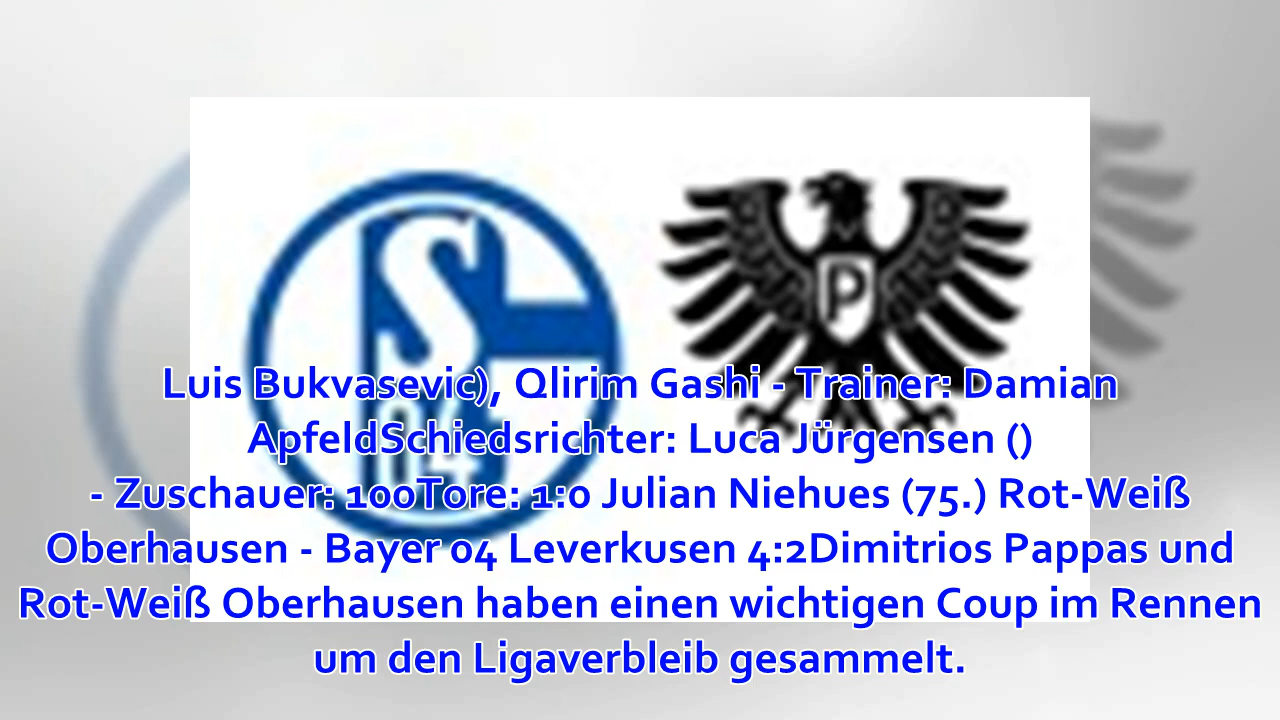 S
04
P
Luis Bukvasevic), Qlirim Gashi - Trainer: Damian
ApfeldSchiedsrichter: Luca Jürgensen ()
- Zuschauer: 100Tore: 1:0 Julian Niehues (75.) Rot-Weiß
Oberhausen - Bayer 04 Leverkusen 4:2Dimitrios Pappas und
Rot-Weiß Oberhausen haben einen wichtigen Coup im Rennen
um den Ligaverbleib gesammelt.